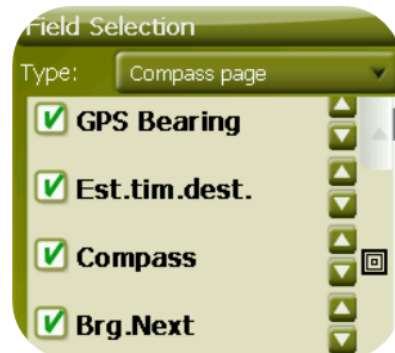 Field Selection
Type: Compass page
GPS Bearing
Est.tim.dest.
Compass
Brg.Next